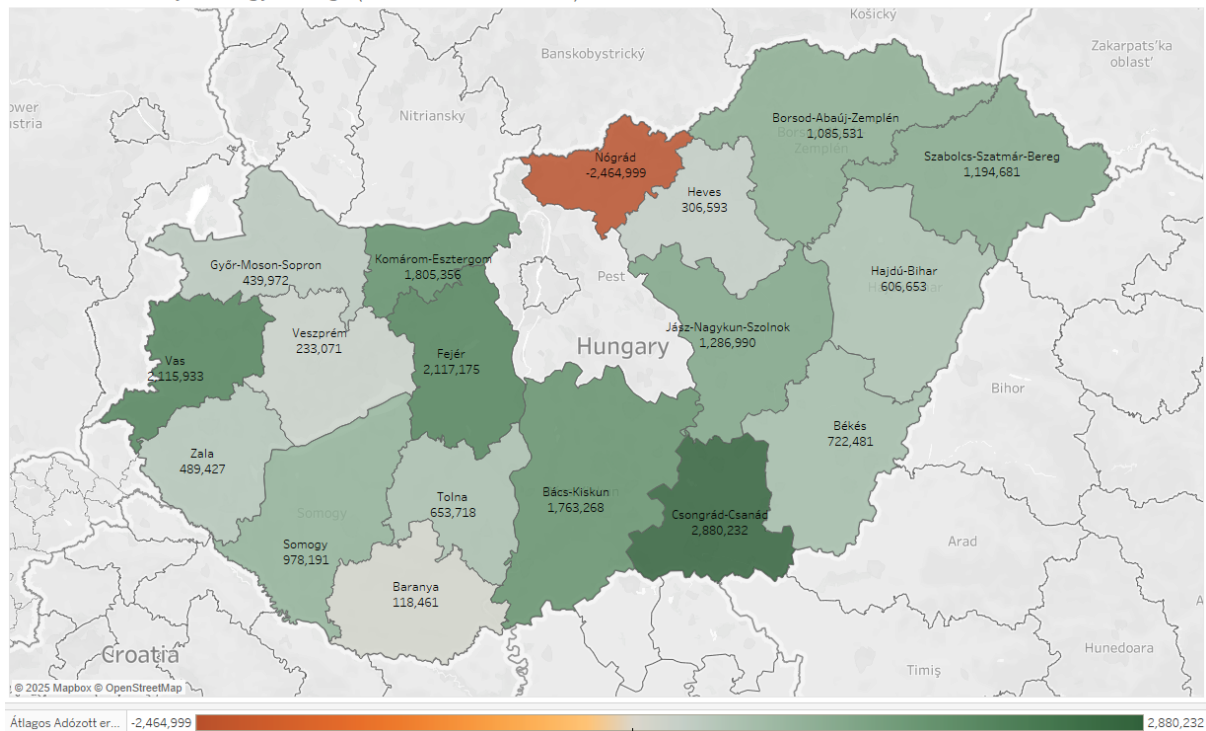 Košický
Banskobystrický
Zakarpats'ka
oblast'
Nitriansky
Borsod-Abaúj-Zemplén
1,085,531
Zemplén
Nógrád
-2,464,999
Szabolcs-Szatmár-Bereg
1,194,681
Heves
306,593
Győr-Moson-Sopron
439,972
Komárom-Esztergom
1,805,356
Pest
Hajdú-Bihar
606,653
Jász-Nagykun-Szolnok
1,286,990
Veszprém
233,071
Hungary
Fejér
2,117,175
Vas
2,115,933
Bihor
Békés
722,481
Zala
489,427
Tolna
653,718
Bács-Kiskun
1,763,268
Somogy
Csongrád-Csanád
2,880,232
Somogy
978,191
Arad
Baranya
118,461
Croatia
Hunedoara
Timiș
© 2025 Mapbox © OpenStreetMap
Átlagos Adózott er... -2,464,999 2,880,232